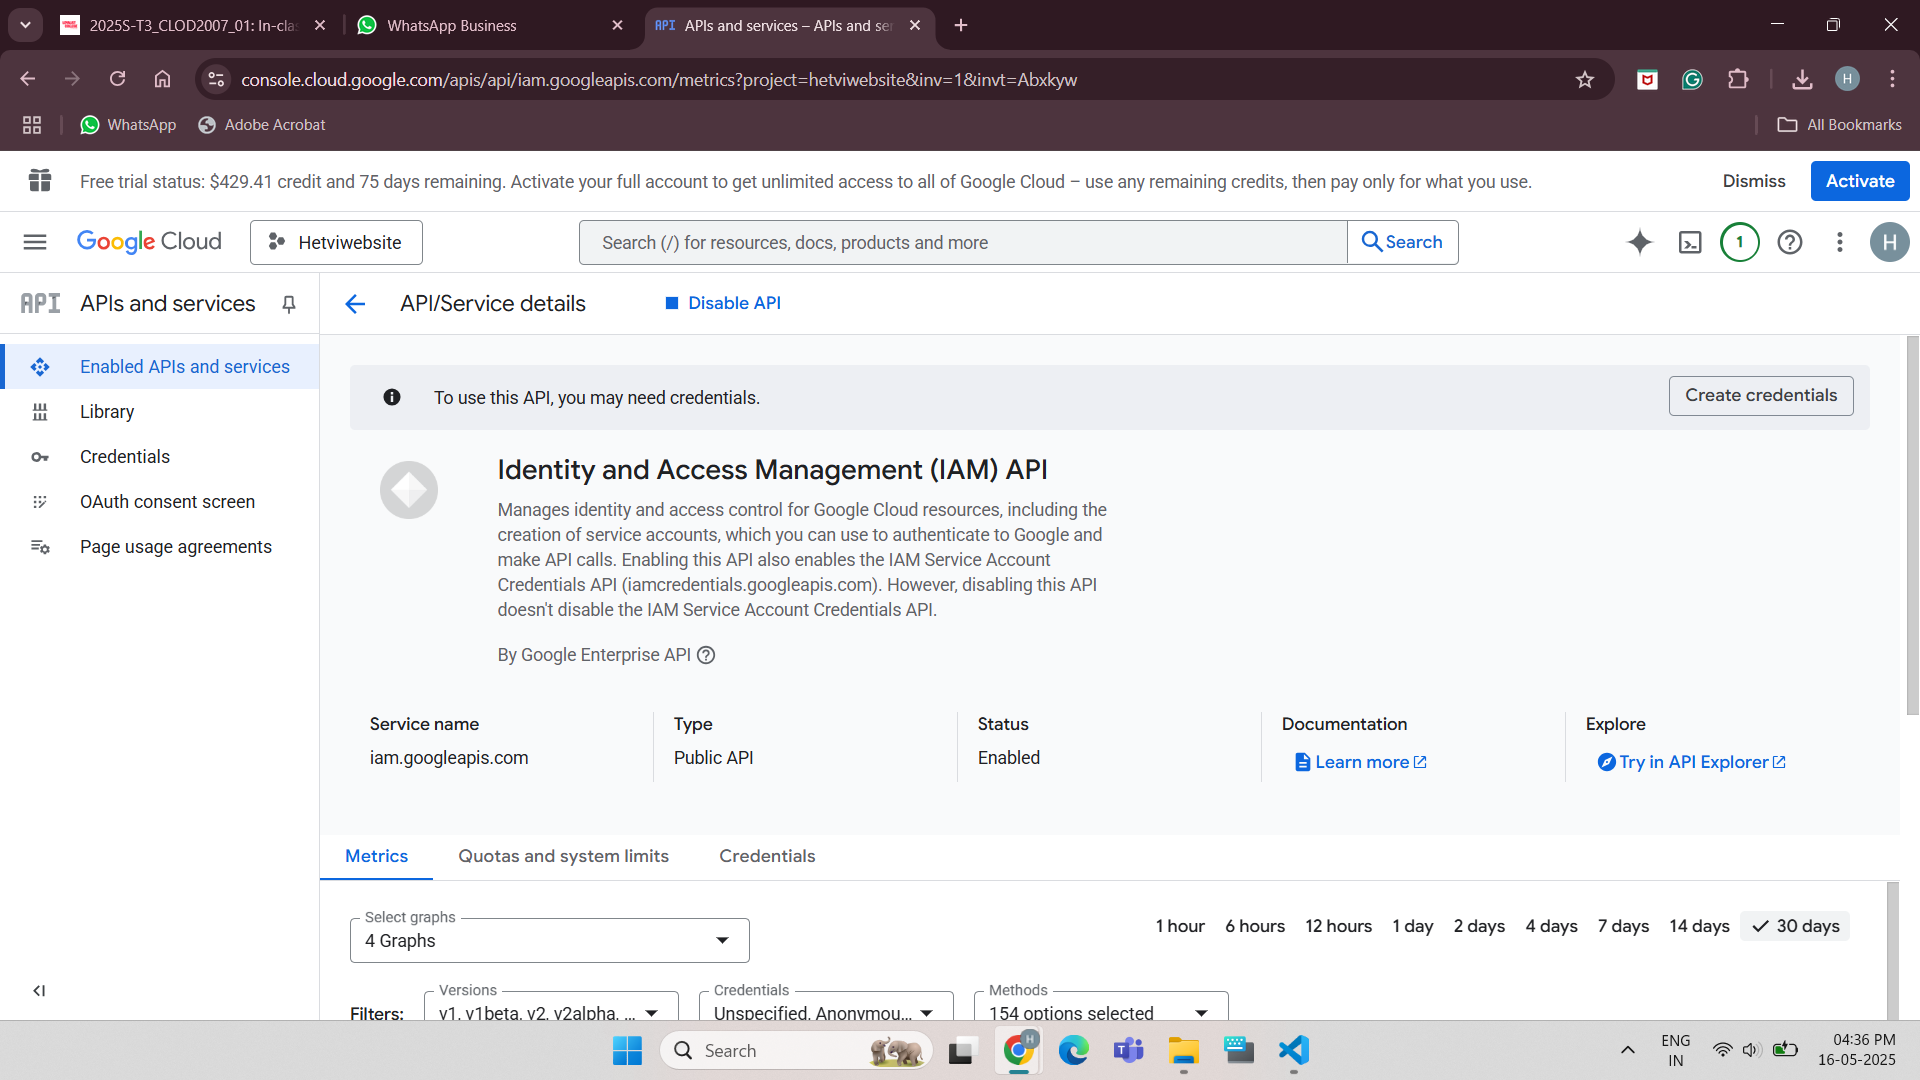 2025S-T3_CLOD2007_01: In-cla
WhatsApp Business
API APIs and services – APIs and ser
console.cloud.google.com/apis/api/iam.googleapis.com/metrics?project=hetviwebsite&inv=1&invt=Abxkyw
H
WhatsApp
Adobe Acrobat
All Bookmarks
Free trial status: $429.41 credit and 75 days remaining. Activate your full account to get unlimited access to all of Google Cloud – use any remaining credits, then pay only for what you use.
Dismiss
Activate
Google Cloud
Hetviwebsite
Search (/) for resources, docs, products and more
Search
1
H
API APIs and services
API/Service details
Disable API
Enabled APIs and services
Library
Credentials
OAuth consent screen
Page usage agreements
To use this API, you may need credentials.
Create credentials
Identity and Access Management (IAM) API
Manages identity and access control for Google Cloud resources, including the
creation of service accounts, which you can use to authenticate to Google and
make API calls. Enabling this API also enables the IAM Service Account
Credentials API (iamcredentials.googleapis.com). However, disabling this API
doesn't disable the IAM Service Account Credentials API.
By Google Enterprise API
Service name
iam.googleapis.com
Type
Public API
Status
Enabled
Documentation
Learn more
Explore
Try in API Explorer
Metrics
Quotas and system limits
Credentials
Select graphs
4 Graphs
1 hour
6 hours
12 hours
1 day
2 days
4 days
7 days
14 days
30 days
Filters:
Versions
v1, v1beta, v2, v2alpha, ...
Credentials
Unspecified, Anonymou...
Methods
154 options selected
Search
H
ENG
IN
04:36 PM
16-05-2025